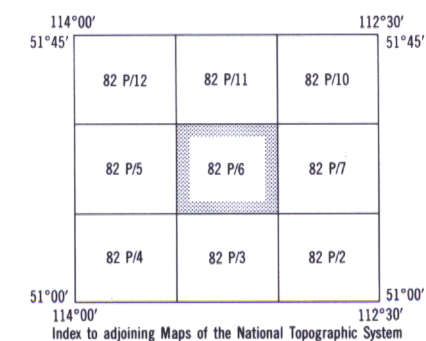 114°00′ 112°30′
51°45′ 51°45′
82 P/12 82 P/11 82 P/10
82 P/5 82 P/6 82 P/7
82 P/4 82 P/3 82 P/2
51°00′ 51°00′
114°00′ 112°30′
Index to adjoining Maps of the National Topographic System